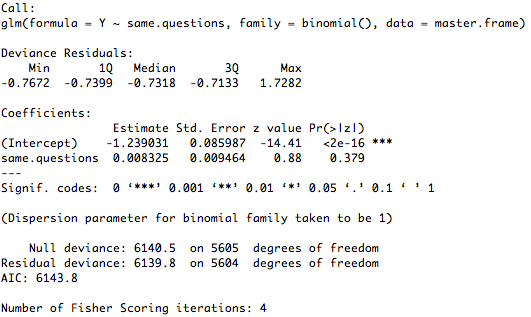 Call:
glm(formula = Y ~ same.questions, family = binomial(), data = master.frame)
Deviance Residuals:
    Min       1Q   Median       3Q      Max
-0.7672  -0.7399  -0.7318  -0.7133   1.7282
Coefficients:
                Estimate Std. Error z value Pr(>|z|)
(Intercept)    -1.239031   0.085987  -14.41   <2e-16 ***
same.questions  0.008325   0.009464    0.88    0.379
---
Signif. codes:  0 ‘***’ 0.001 ‘**’ 0.01 ‘*’ 0.05 ‘.’ 0.1 ‘ ’ 1
(Dispersion parameter for binomial family taken to be 1)
    Null deviance: 6140.5  on 5605  degrees of freedom
Residual deviance: 6139.8  on 5604  degrees of freedom
AIC: 6143.8
Number of Fisher Scoring iterations: 4